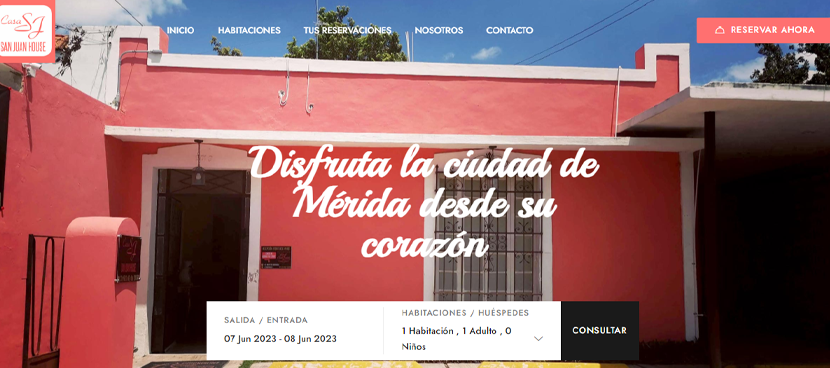 Casa
SJ
SAN JUAN HOUSE
INICIO
HABITACIONES
TUS RESERVACIONES
NOSOTROS
CONTACTO
RESERVAR AHORA
Disfruta la ciudad de
Mérida desde su
corazón
SALIDA / ENTRADA
07 Jun 2023 - 08 Jun 2023
HABITACIONES / HUÉSPEDES
1 Habitación , 1 Adulto , 0
Niños
CONSULTAR